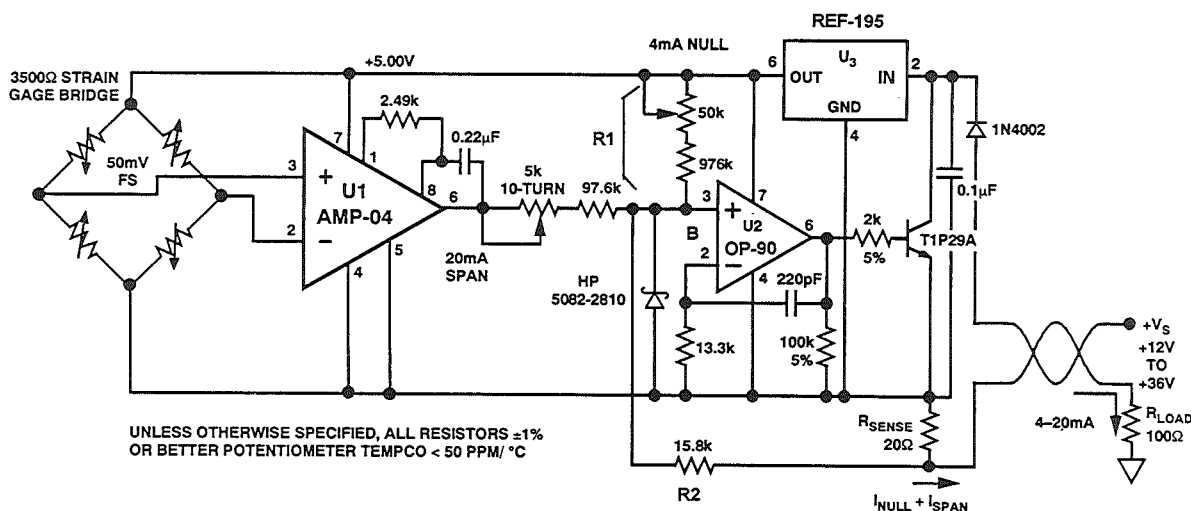 REF-195
4mA NULL
+5.00V
6
OUT
U3
IN
2
GND
4
3500Ω STRAIN
GAGE BRIDGE
2.49k
0.22µF
R1
50k
976k
1N4002
0.1µF
50mV
FS
7
1
3
+
U1
AMP-04
8
6
2
−
5
4
5k
10-TURN
97.6k
20mA
SPAN
3
+
7
B
U2
OP-90
6
2
−
4
2k
5%
T1P29A
HP
5082-2810
220pF
13.3k
100k
5%
+VS
+12V
TO
+36V
RSENSE
20Ω
4–20mA
RLOAD
100Ω
UNLESS OTHERWISE SPECIFIED, ALL RESISTORS ±1%
OR BETTER POTENTIOMETER TEMPCO < 50 PPM/ °C
15.8k
R2
INULL + ISPAN